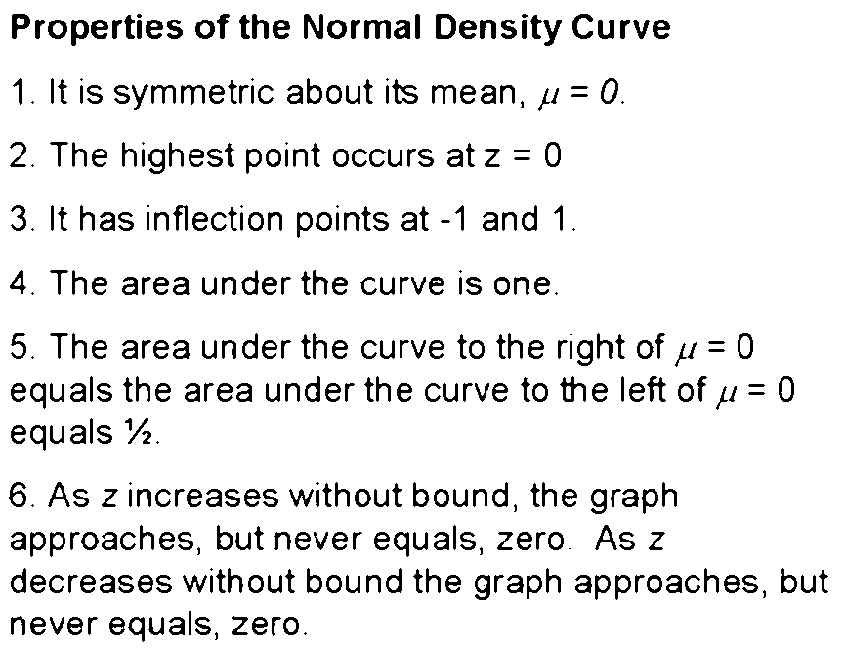 Properties of the Normal Density Curve
1. It is symmetric about its mean, μ = 0.
2. The highest point occurs at z = 0
3. It has inflection points at -1 and 1.
4. The area under the curve is one.
5. The area under the curve to the right of μ = 0
equals the area under the curve to the left of μ = 0
equals ½.
6. As z increases without bound, the graph
approaches, but never equals, zero. As z
decreases without bound the graph approaches, but
never equals, zero.